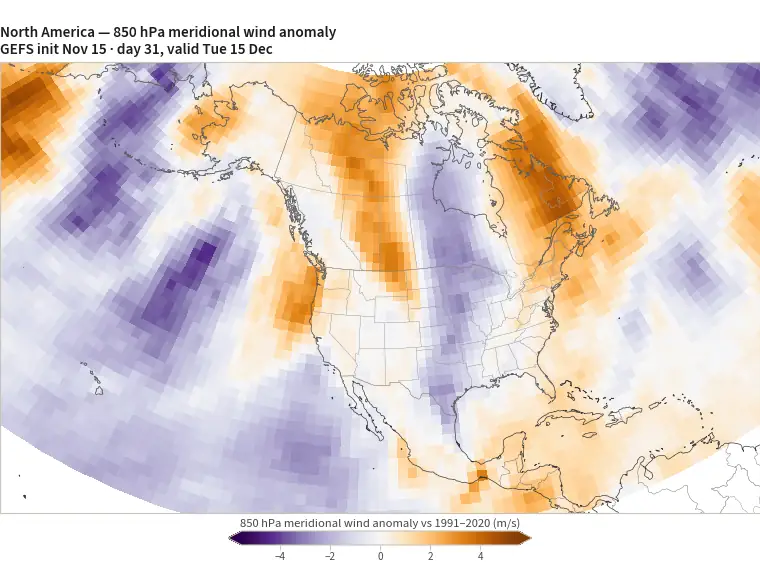 North America — 850 hPa meridional wind anomaly
GEFS init Nov 15 · day 31, valid Tue 15 Dec
850 hPa meridional wind anomaly vs 1991–2020 (m/s)
−4 −2 0 2 4